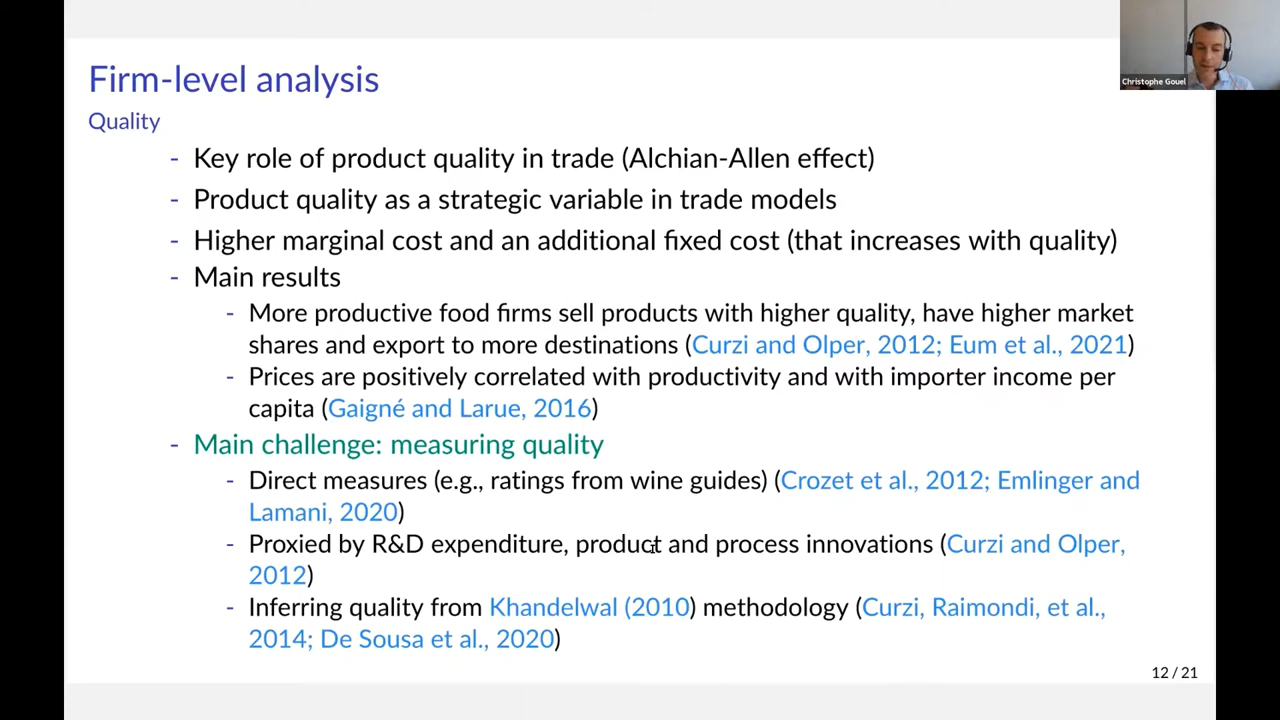 Firm-level analysis
Christophe Gouel
Quality
- Key role of product quality in trade (Alchian-Allen effect)
- Product quality as a strategic variable in trade models
- Higher marginal cost and an additional fixed cost (that increases with quality)
- Main results
- More productive food firms sell products with higher quality, have higher market
shares and export to more destinations (Curzi and Olper, 2012; Eum et al., 2021)
- Prices are positively correlated with productivity and with importer income per
capita (Gaigné and Larue, 2016)
- Main challenge: measuring quality
- Direct measures (e.g., ratings from wine guides) (Crozet et al., 2012; Emlinger and
Lamani, 2020)
- Proxied by R&D expenditure, product and process innovations (Curzi and Olper,
2012)
- Inferring quality from Khandelwal (2010) methodology (Curzi, Raimondi, et al.,
2014; De Sousa et al., 2020)
12 / 21